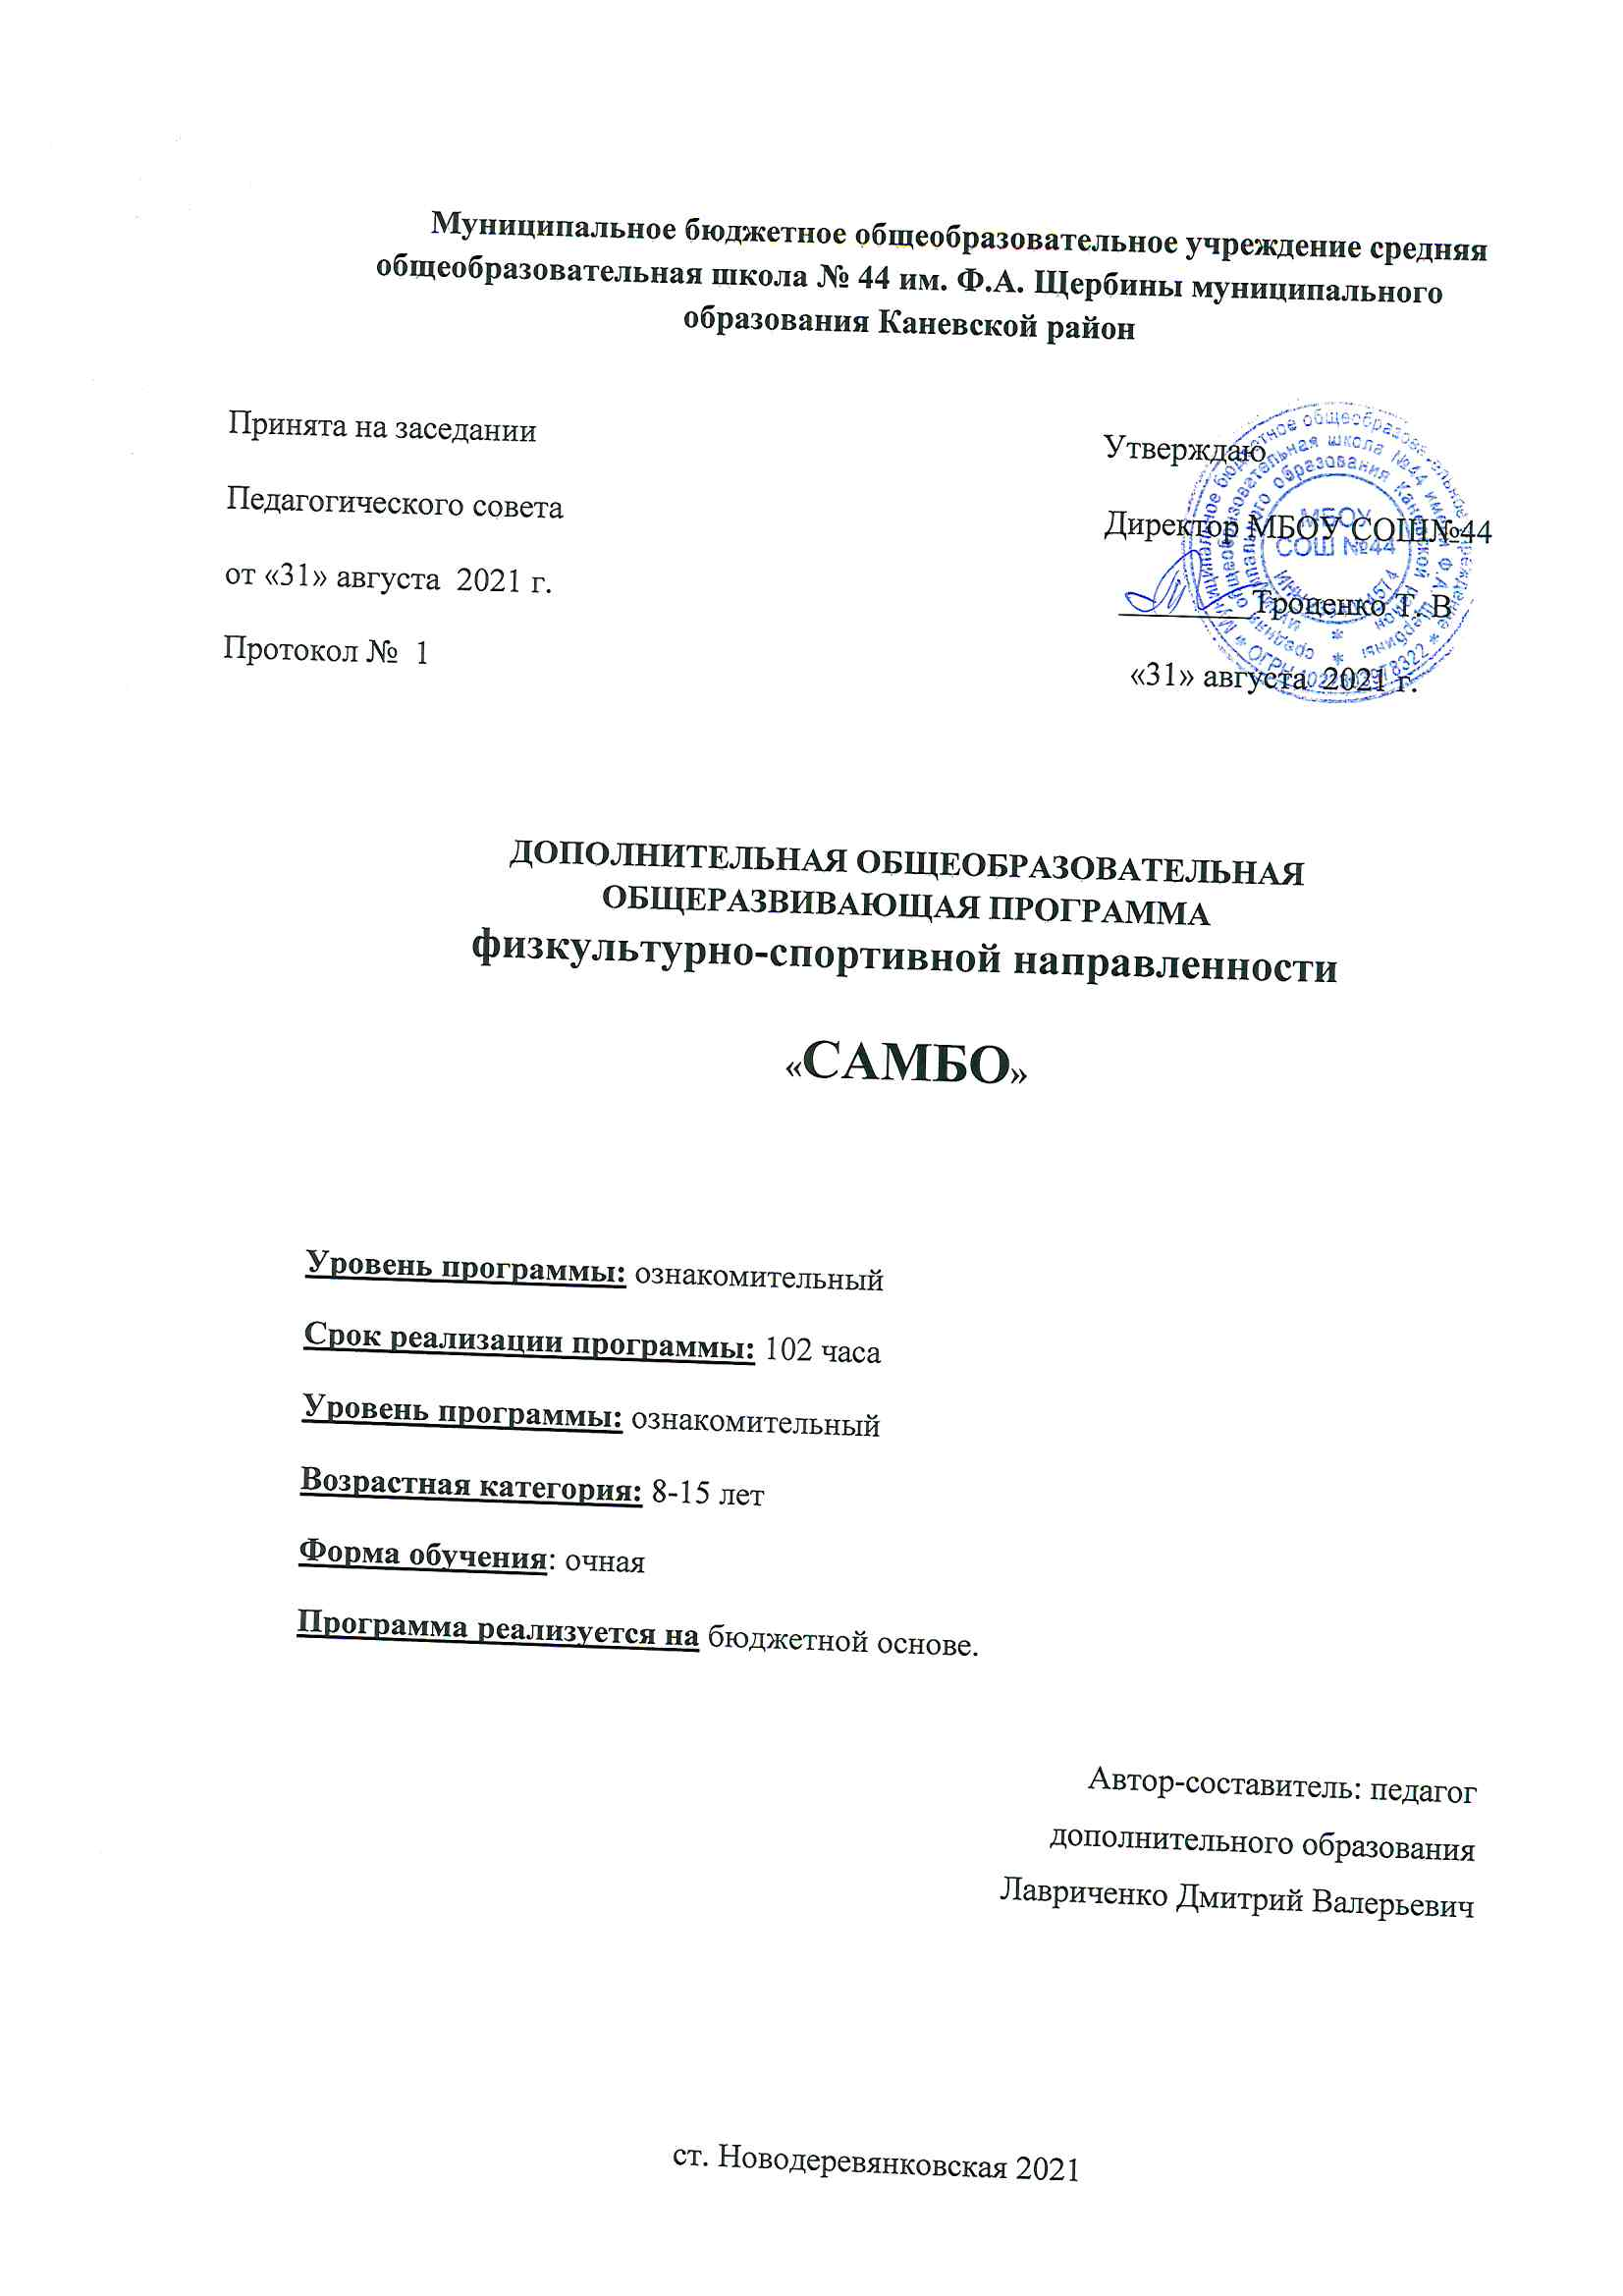 Муниципальное бюджетное общеобразовательное учреждение средняя
общеобразовательная школа № 44 им. Ф.А. Щербины муниципального
образования Каневской район
Принята на заседании
Педагогического совета
от «31» августа 2021 г.
Протокол № 1
Утверждаю
Директор МБОУ СОШ№44
Троценко Т. В
«31» августа 2021 г.
МБОУ
СОШ №44
ДОПОЛНИТЕЛЬНАЯ ОБЩЕОБРАЗОВАТЕЛЬНАЯ
ОБЩЕРАЗВИВАЮЩАЯ ПРОГРАММА
физкультурно-спортивной направленности
«САМБО»
Уровень программы: ознакомительный
Срок реализации программы: 102 часа
Уровень программы: ознакомительный
Возрастная категория: 8-15 лет
Форма обучения: очная
Программа реализуется на бюджетной основе.
Автор-составитель: педагог
дополнительного образования
Лавриченко Дмитрий Валерьевич
ст. Новодеревянковская 2021